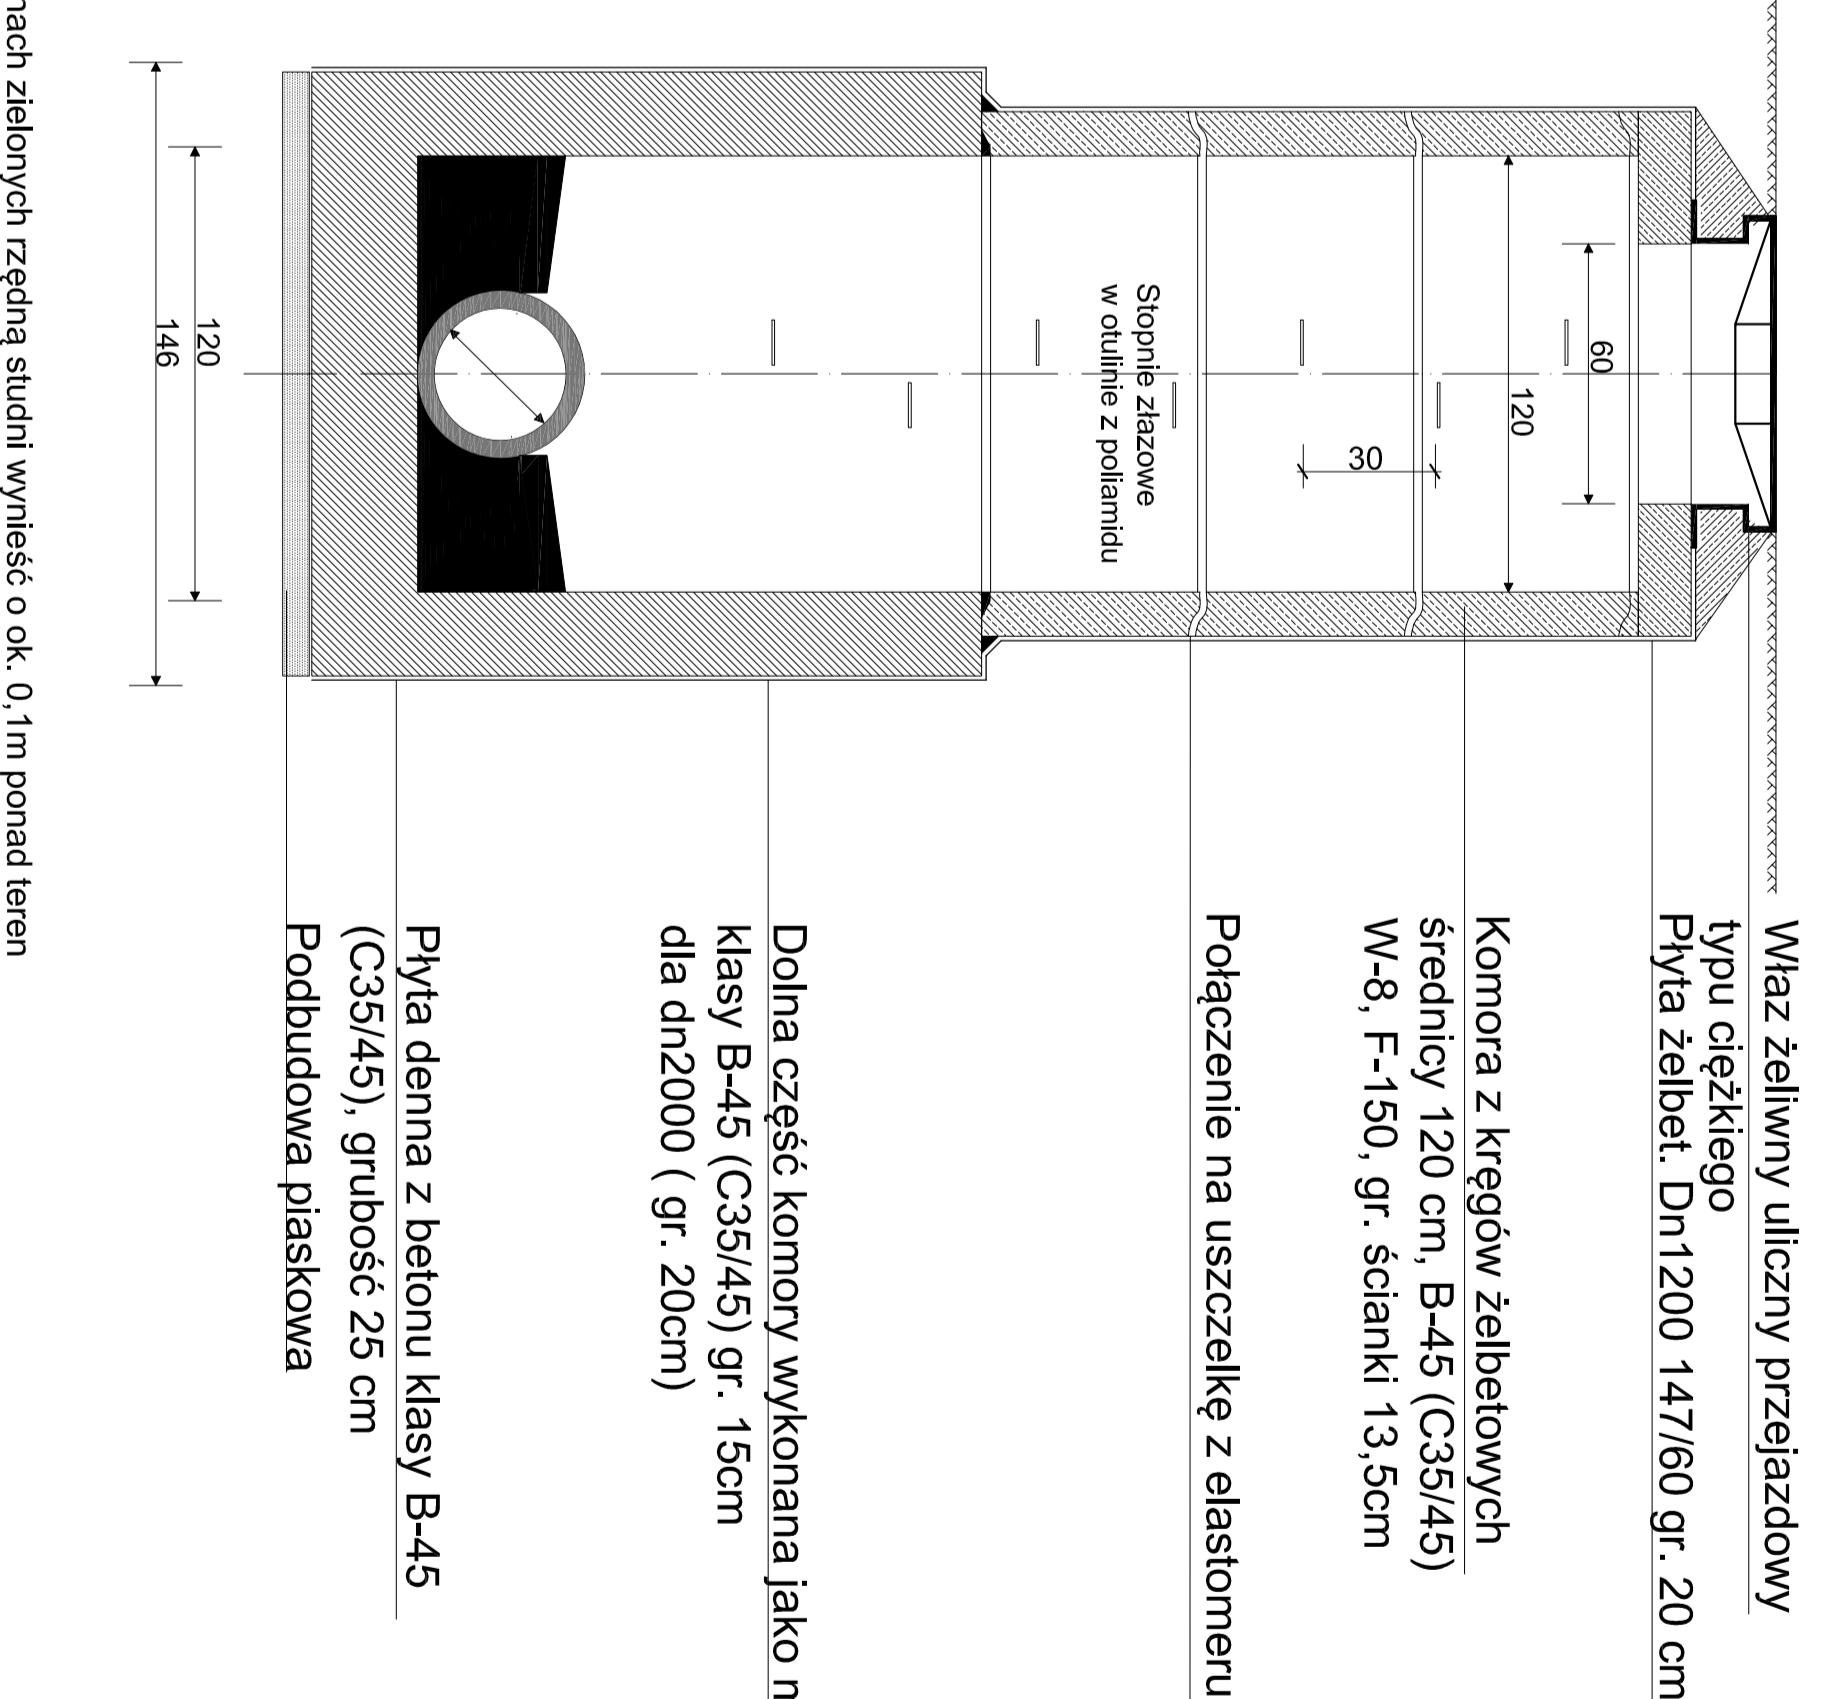 Właz żeliwny uliczny przejazdowy
typu ciężkiego
Płyta żelbet. Dn1200 147/60 gr. 20 cm
Komora z kręgów żelbetowych
średnicy 120 cm, B-45 (C35/45)
W-8, F-150, gr. ścianki 13,5cm
Połączenie na uszczelkę z elastomeru
Dolna część komory wykonana jako
klasy B-45 (C35/45) gr. 15cm
dla dn2000 ( gr. 20cm)
Płyta denna z betonu klasy B-45
(C35/45), grubość 25 cm
Podbudowa piaskowa
60
120
30
Stopnie złazowe
w otulinie z poliamidu
120
146
zielonych rzędną studni wynieść o ok. 0,1m ponad teren